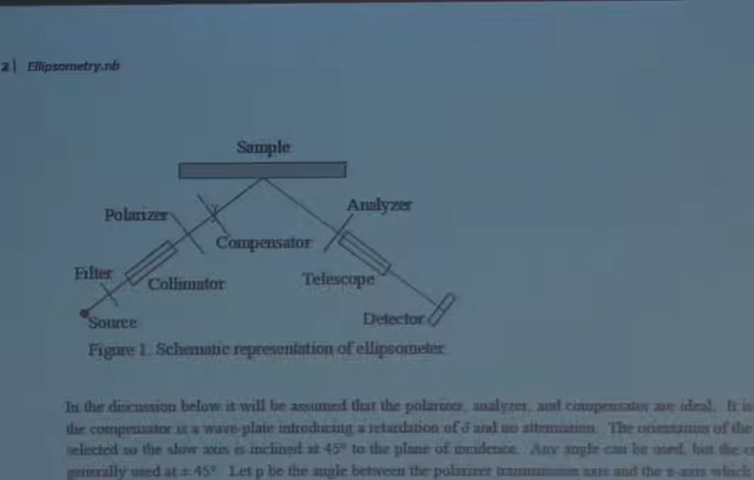 2 | Ellipsometry.nb
Sample
Polarizer
Analyzer
Compensator
Filter
Collimator
Telescope
Source
Detector
Figure 1. Schematic representation of ellipsometer
In the discussion below it will be assumed that the polarizer, analyzer, and compensator are ideal. It is
the compensator is a wave-plate introducing a retardation of δ and no attenuation. The orientation of the
selected so the slow axis is inclined at 45° to the plane of incidence. Any angle can be used, but the
generally used at ± 45°. Let p be the angle between the polarizer transmission axis and the x-axis which